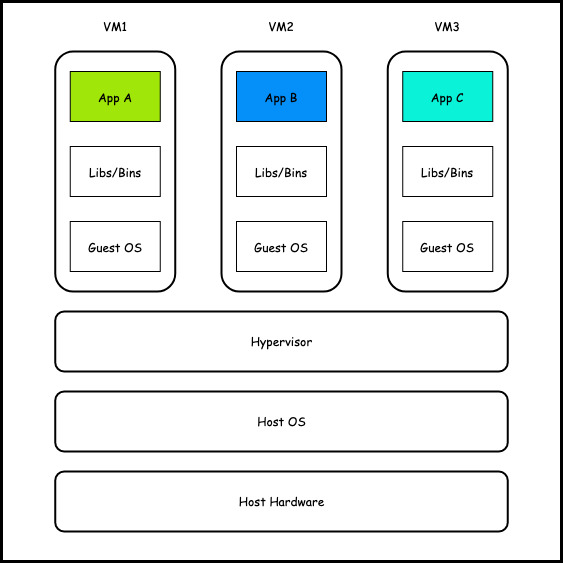 VM1 VM2 VM3
App A App B App C
Libs/Bins Libs/Bins Libs/Bins
Guest OS Guest OS Guest OS
Hypervisor
Host OS
Host Hardware